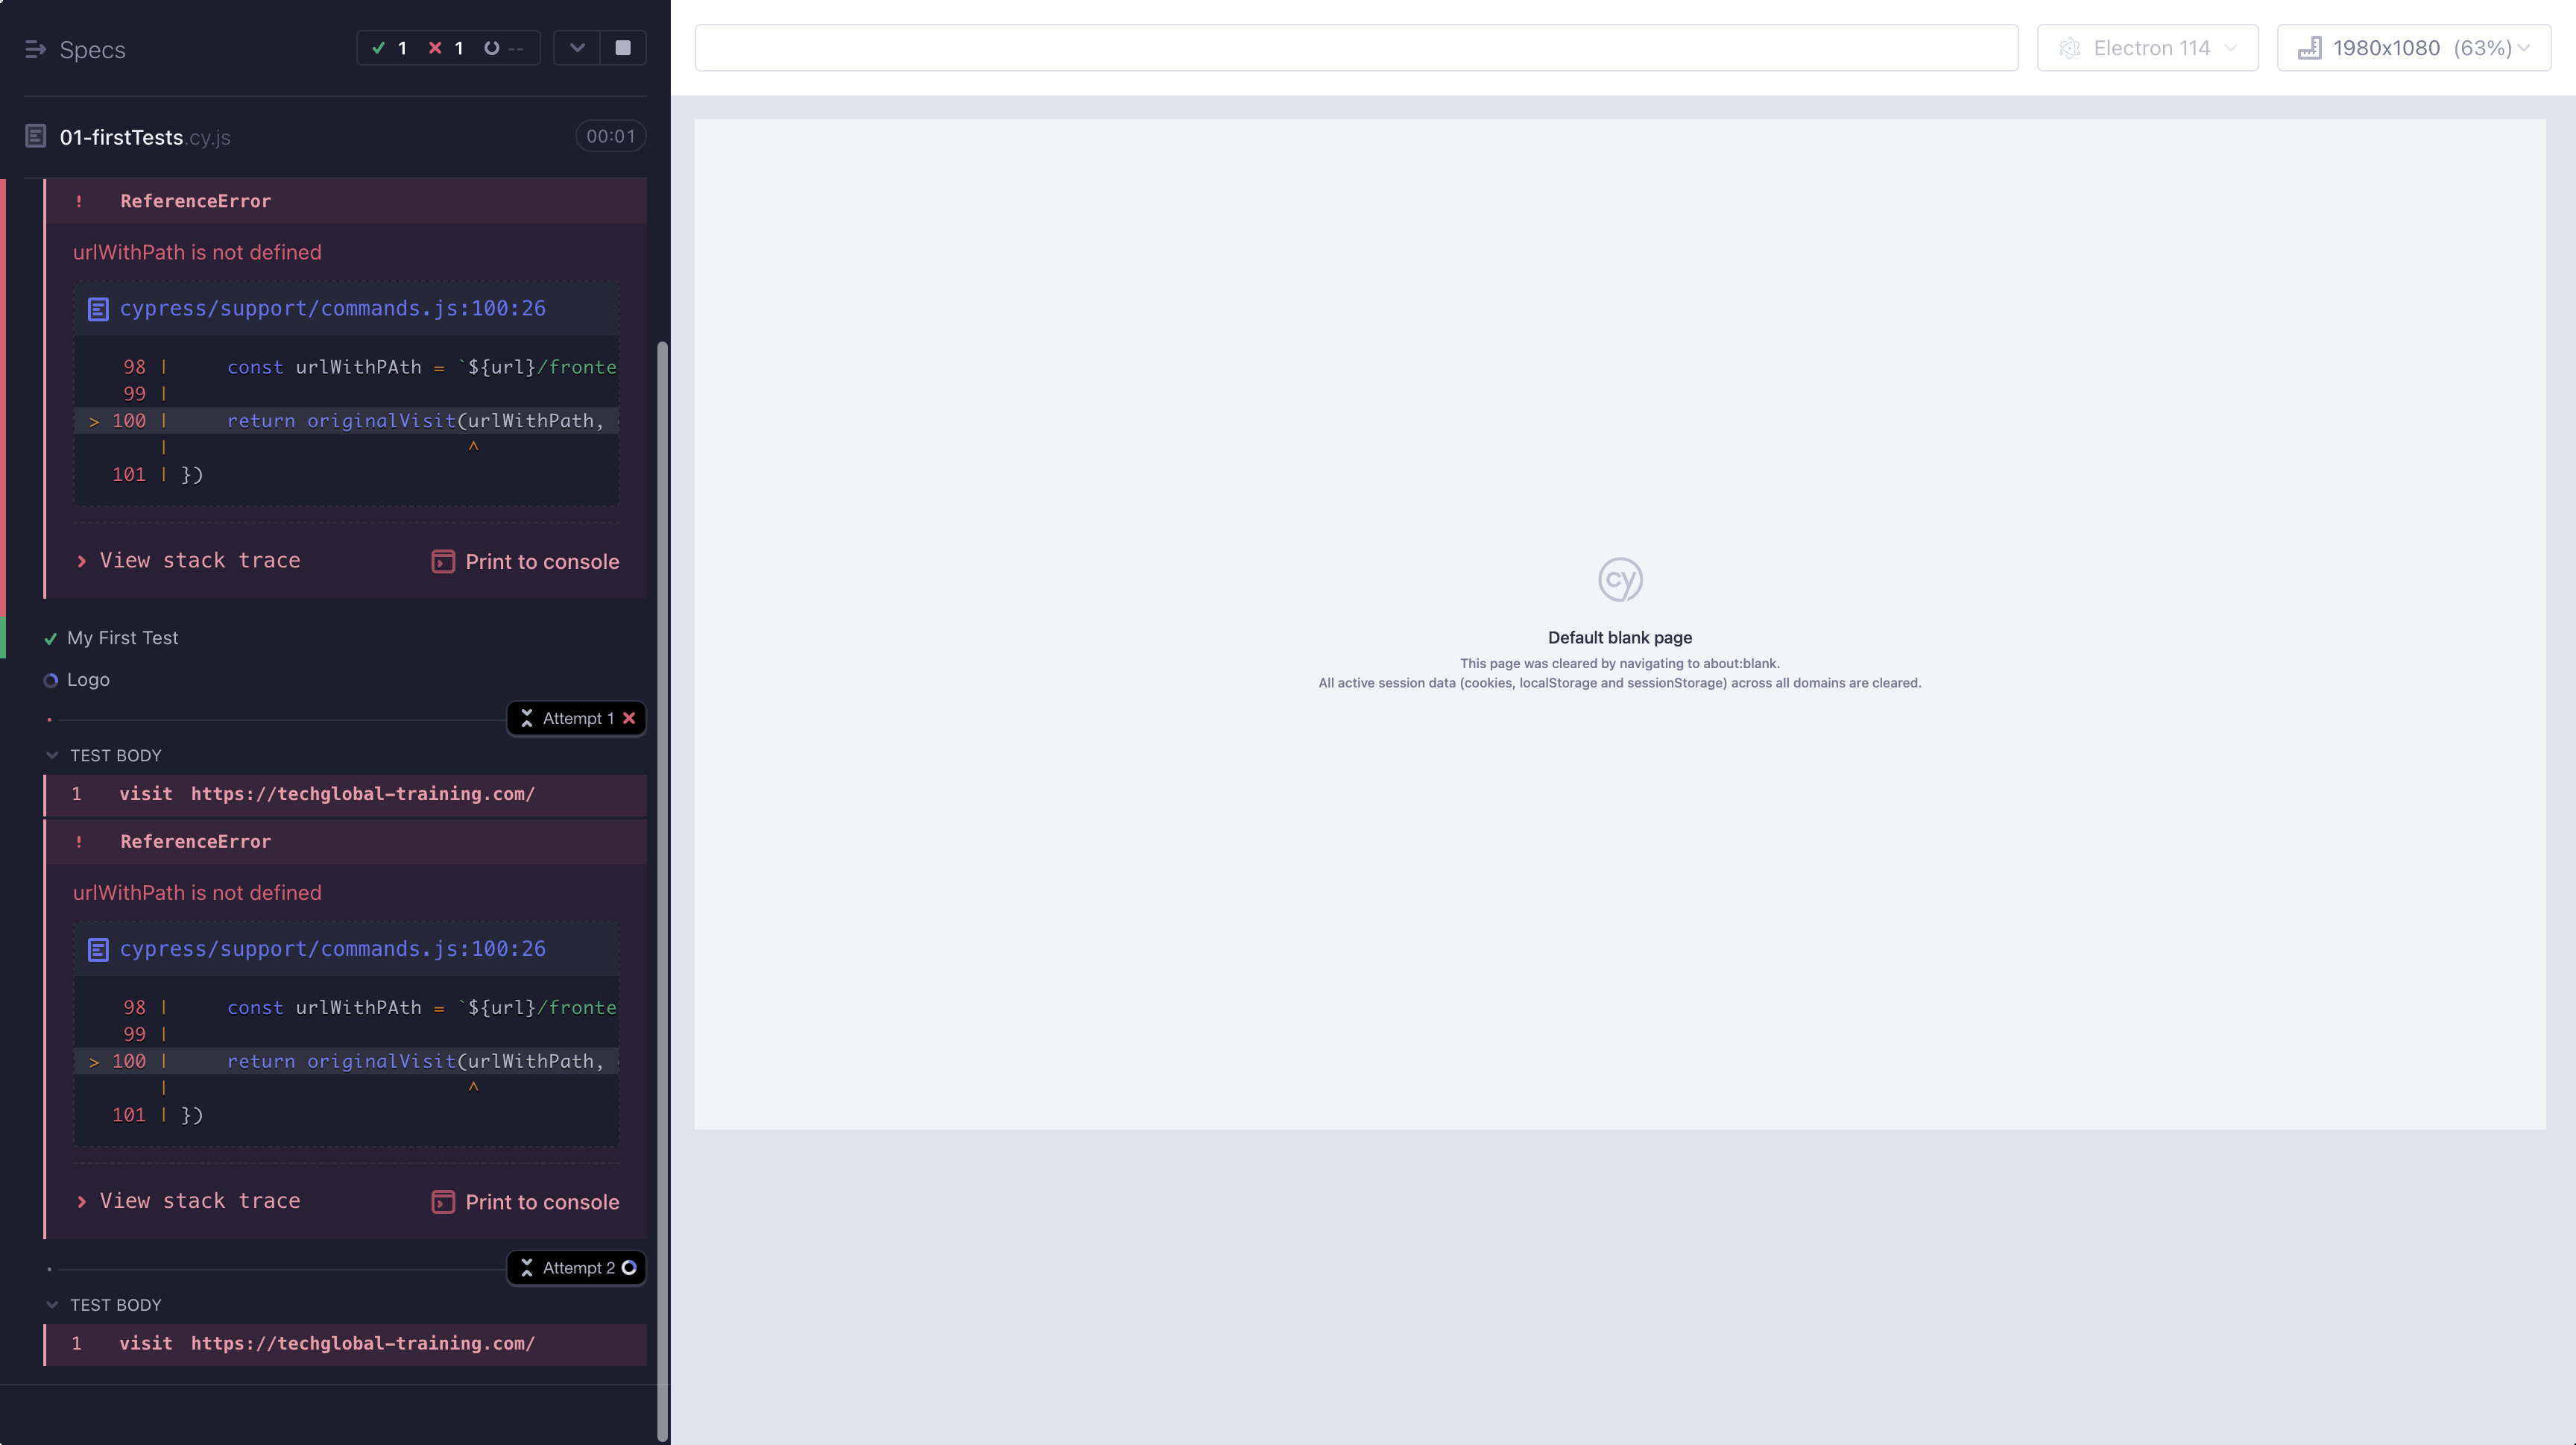 Specs
1 1 --
01-firstTests.cy.js
00:01
! ReferenceError
urlWithPath is not defined
cypress/support/commands.js:100:26
98 | const urlWithPAth = `${url}/fronte
99 |
> 100 | return originalVisit(urlWithPath,
| ^
101 | })
View stack trace
Print to console
My First Test
Logo
Attempt 1
TEST BODY
1 visit https://techglobal-training.com/
! ReferenceError
urlWithPath is not defined
cypress/support/commands.js:100:26
98 | const urlWithPAth = `${url}/fronte
99 |
> 100 | return originalVisit(urlWithPath,
| ^
101 | })
View stack trace
Print to console
Attempt 2
TEST BODY
1 visit https://techglobal-training.com/
Electron 114
1980x1080 (63%)
cy
Default blank page
This page was cleared by navigating to about:blank.
All active session data (cookies, localStorage and sessionStorage) across all domains are cleared.